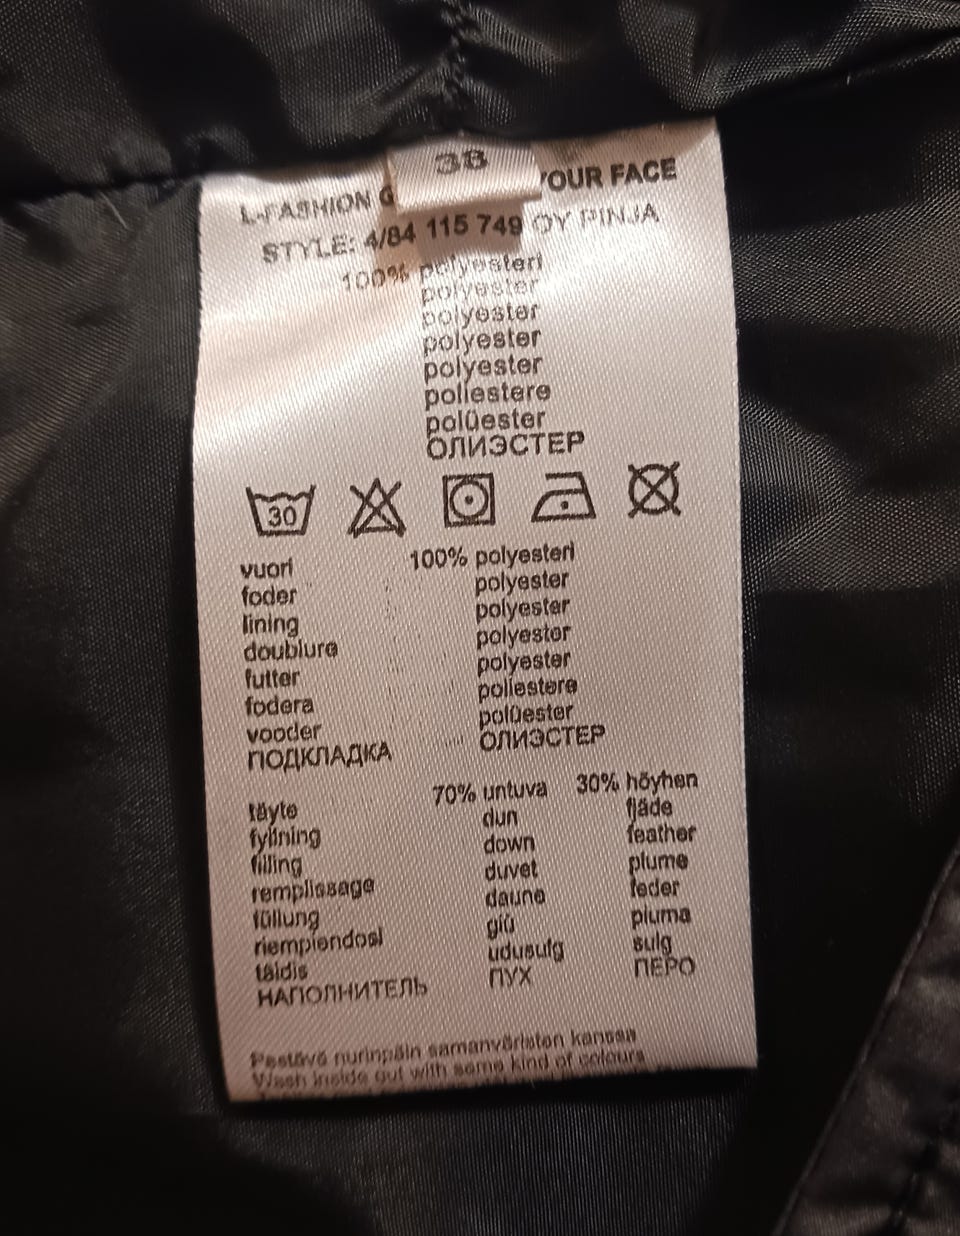 38
L-FASHION G YOUR FACE
STYLE: 4/84 115 749 OY PINJA
100% polyesteri
polyester
polyester
polyester
polyester
poliestere
polüester
ОЛИЭСТЕР
30
vuori 100% polyesteri
foder polyester
lining polyester
doublure polyester
futter polyester
fodera poliestere
vooder polüester
ПОДКЛАДКА ОЛИЭСТЕР
täyte 70% untuva 30% höyhen
fyllning dun fjäde
filling down feather
remplissage duvet plume
füllung daune feder
riempiendosi giù piuma
täidis udusulg sulg
НАПОЛНИТЕЛЬ ПУХ ПЕРО
Pestävä nurinpäin samanväristen kanssa
Wash inside out with same kind of colours